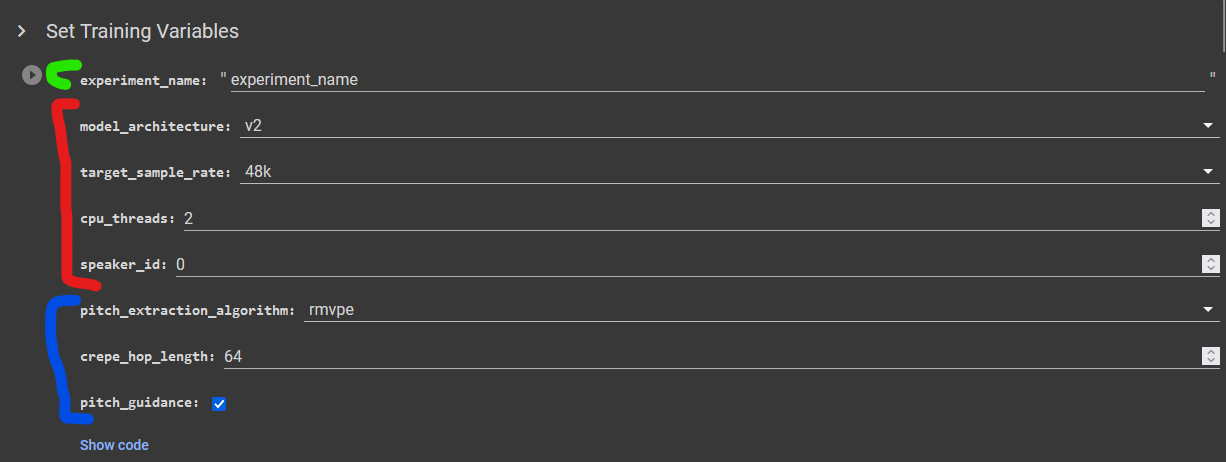 Set Training Variables
experiment_name: " experiment_name "
model_architecture: v2
target_sample_rate: 48k
cpu_threads: 2
speaker_id: 0
pitch_extraction_algorithm: rmvpe
crepe_hop_length: 64
pitch_guidance:
Show code